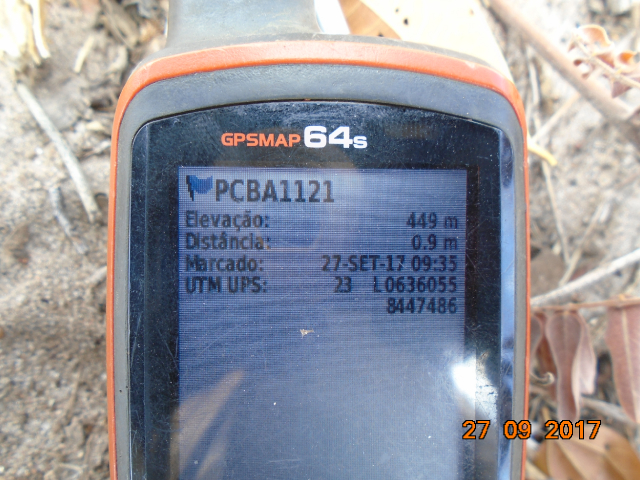 GPSMAP 64s
PCBA1121
Elevação: 449 m
Distância: 0.9 m
Marcado: 27-SET-17 09:35
UTM UPS: 23 L0636055
8447486
27 09 2017